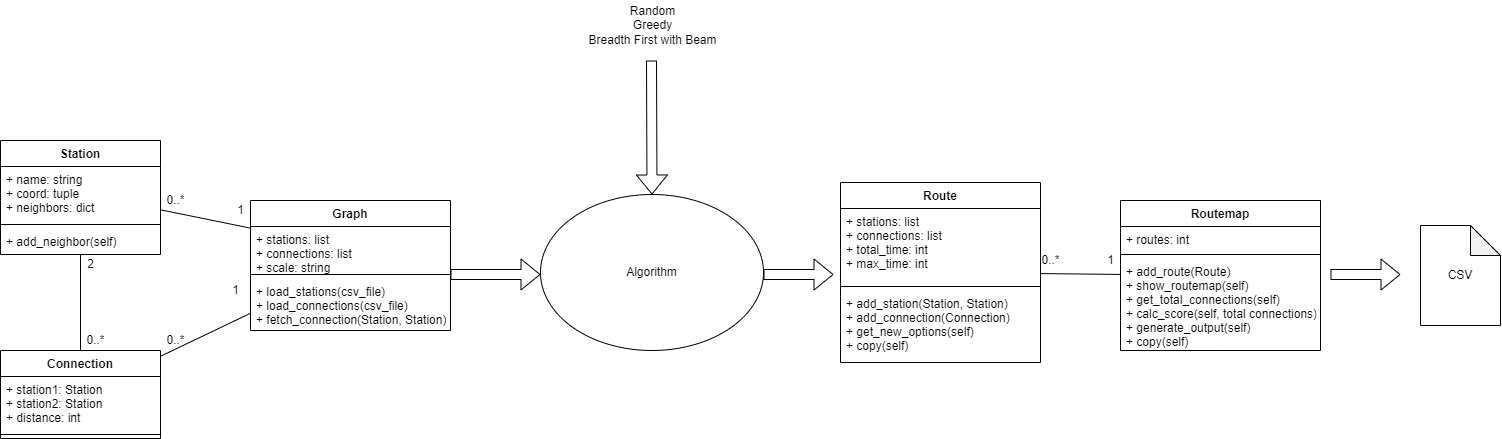 Random
Greedy
Breadth First with Beam
Station
+ name: string
+ coord: tuple
+ neighbors: dict
+ add_neighbor(self)
0..*
1
2
0..*
0..*
1
Connection
+ station1: Station
+ station2: Station
+ distance: int
Graph
+ stations: list
+ connections: list
+ scale: string
+ load_stations(csv_file)
+ load_connections(csv_file)
+ fetch_connection(Station, Station)
Algorithm
Route
+ stations: list
+ connections: list
+ total_time: int
+ max_time: int
+ add_station(Station, Station)
+ add_connection(Connection)
+ get_new_options(self)
+ copy(self)
0..*
1
Routemap
+ routes: int
+ add_route(Route)
+ show_routemap(self)
+ get_total_connections(self)
+ calc_score(self, total connections)
+ generate_output(self)
+ copy(self)
CSV